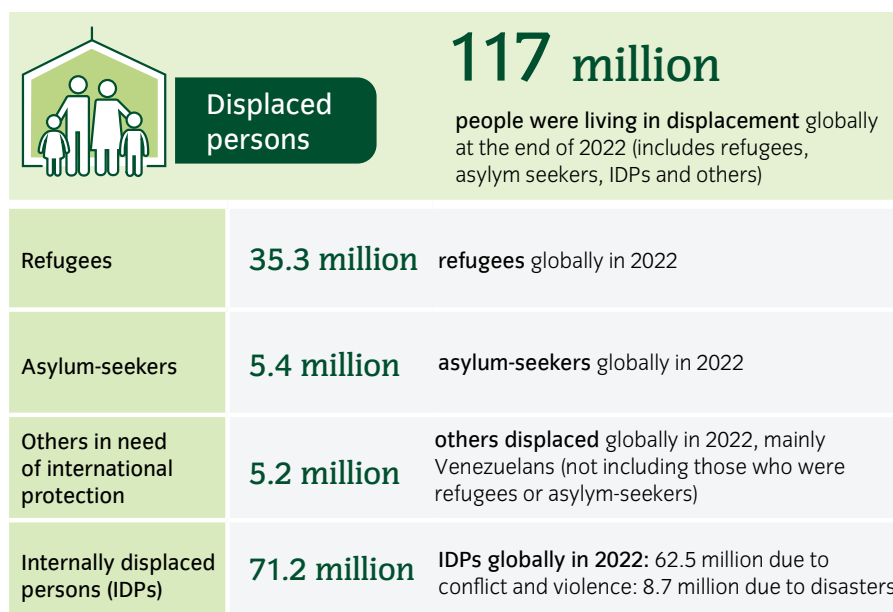 Displaced
persons
117 million
people were living in displacement globally
at the end of 2022 (includes refugees,
asylym seekers, IDPs and others)
Refugees
35.3 million
refugees globally in 2022
Asylum-seekers
5.4 million
asylum-seekers globally in 2022
Others in need
of international
protection
5.2 million
others displaced globally in 2022, mainly
Venezuelans (not including those who were
refugees or asylym-seekers)
Internally displaced
persons (IDPs)
71.2 million
IDPs globally in 2022: 62.5 million due to
conflict and violence: 8.7 million due to disasters